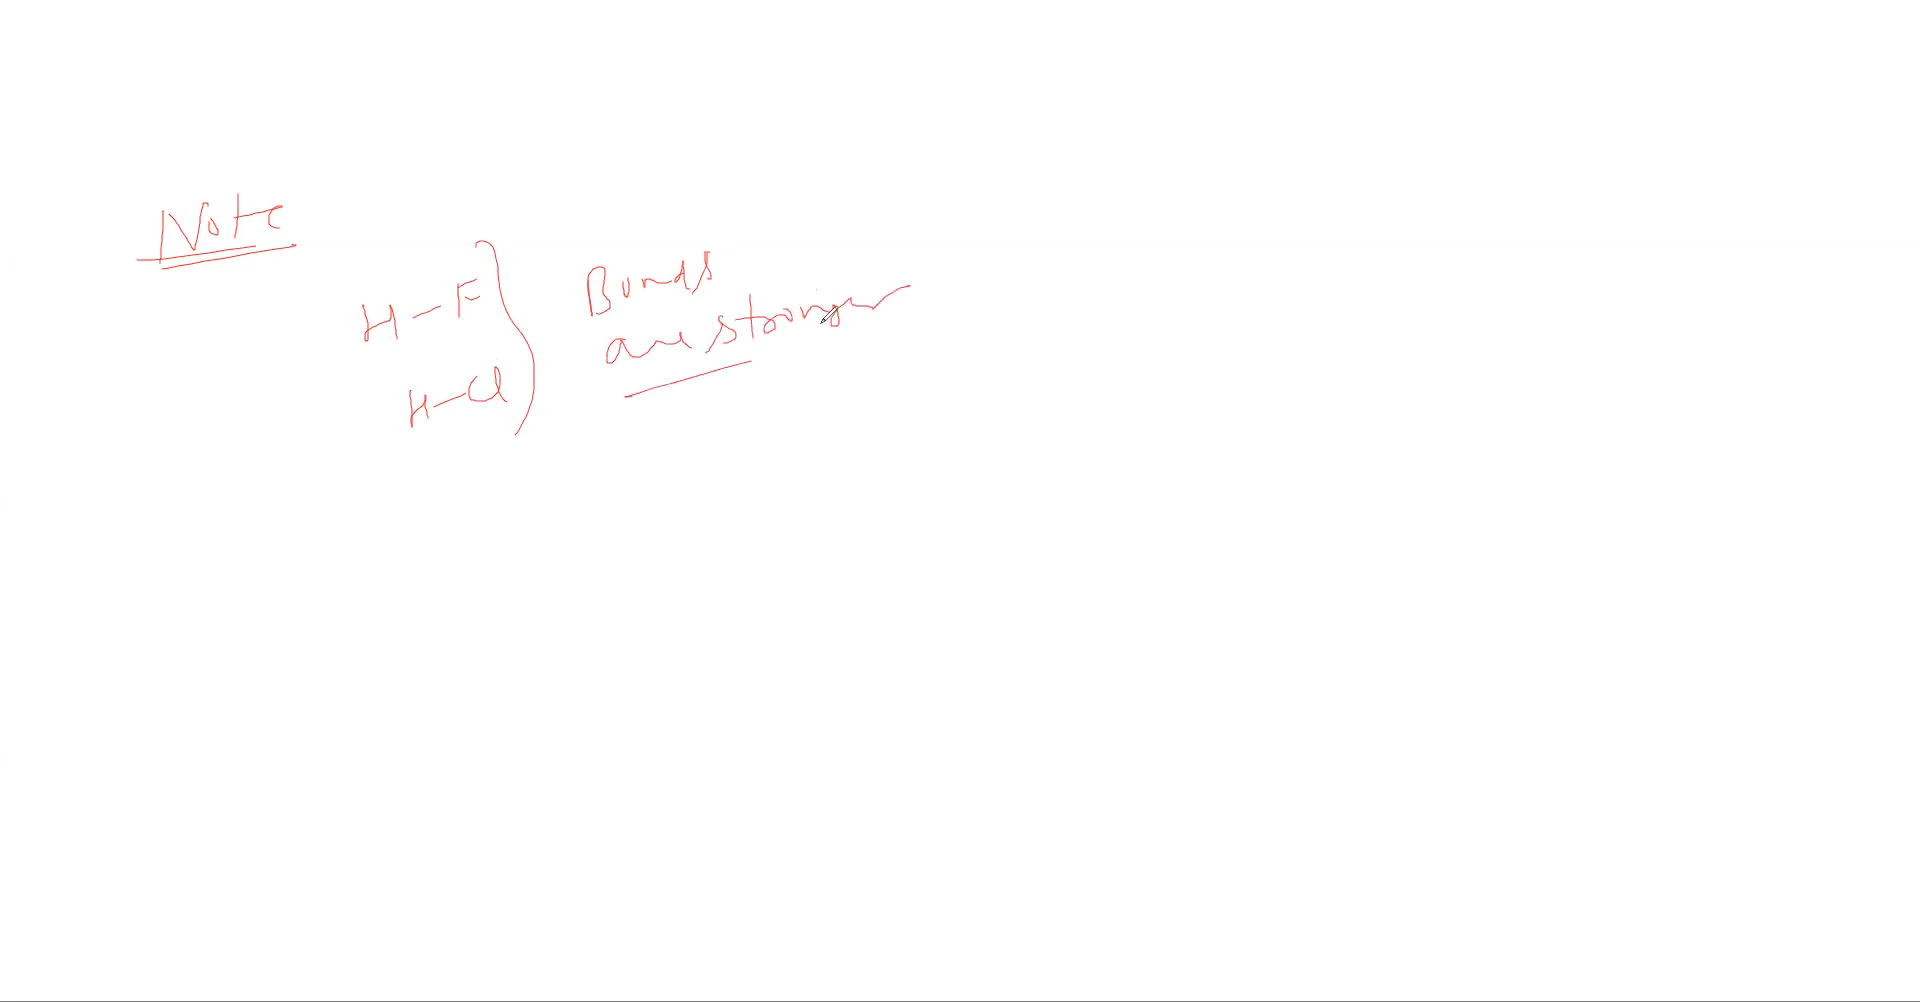 Note
H-F
Bonds
are stronger
H-Cl